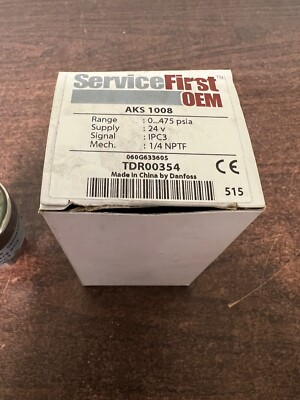 ServiceFirst™
OEM
AKS 1008
Range : 0...475 psia
Supply : 24 v
Signal : IPC3
Mech. : 1/4 NPTF
060G633605
TDR00354
Made in China by Danfoss
CE
515